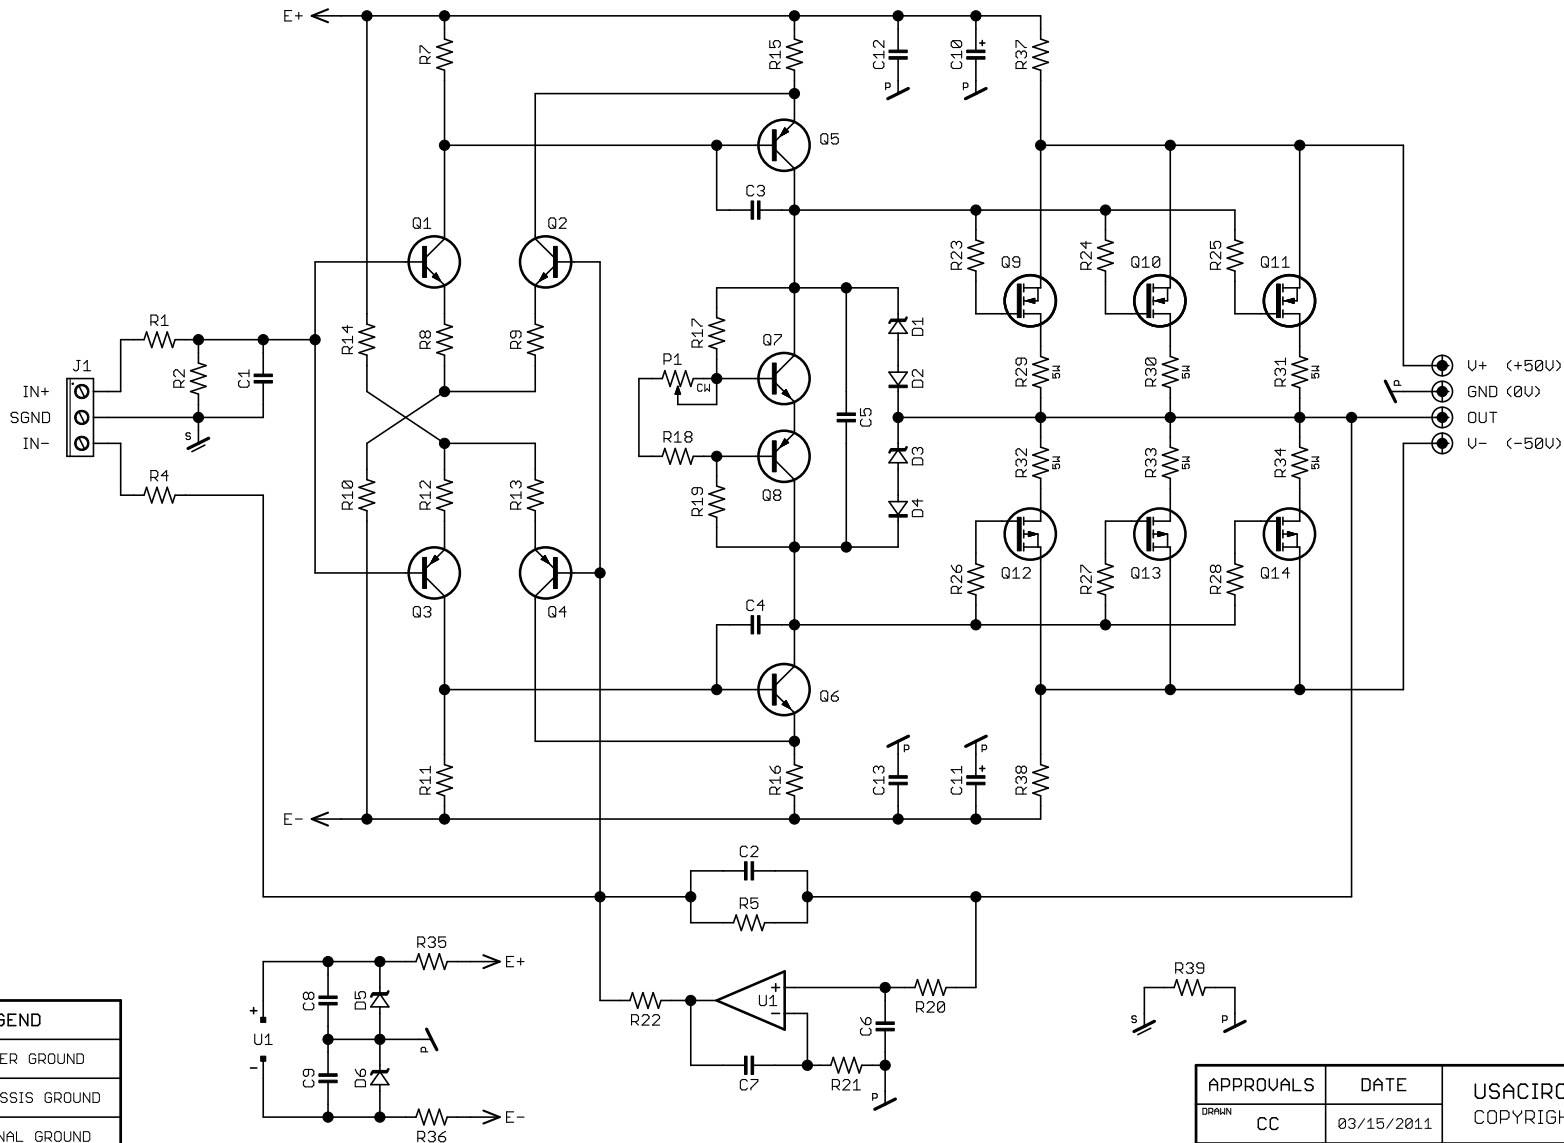 E+
R7
R15
C12
+
C10
R37
P
P
Q5
C3
Q1
Q2
R23
R24
R25
Q9
Q10
Q11
R1
R14
R8
R9
R17
Q7
D1
J1
R2
C1
P1
CW
D2
R29
5W
R30
5W
R31
5W
P
V+ (+50V)
IN+
GND (0V)
SGND
C5
OUT
IN-
S
R18
D3
R32
5W
R33
5W
R34
5W
V- (-50V)
R4
R10
R12
R13
R19
Q8
D4
R26
R27
R28
Q12
Q13
Q14
Q3
Q4
C4
Q6
P
P
R11
R16
C13
+
C11
R38
E-
C2
R5
R35
E+
R39
+
C8
D5
+
U1
-
R20
S
P
R22
C6
U1
P
-
C9
D6
C7
R21
P
R36
E-
GEND
ER GROUND
SSIS GROUND
NAL GROUND
APPROVALS
DATE
DRAWN
CC
03/15/2011
USACIRC
COPYRIGH